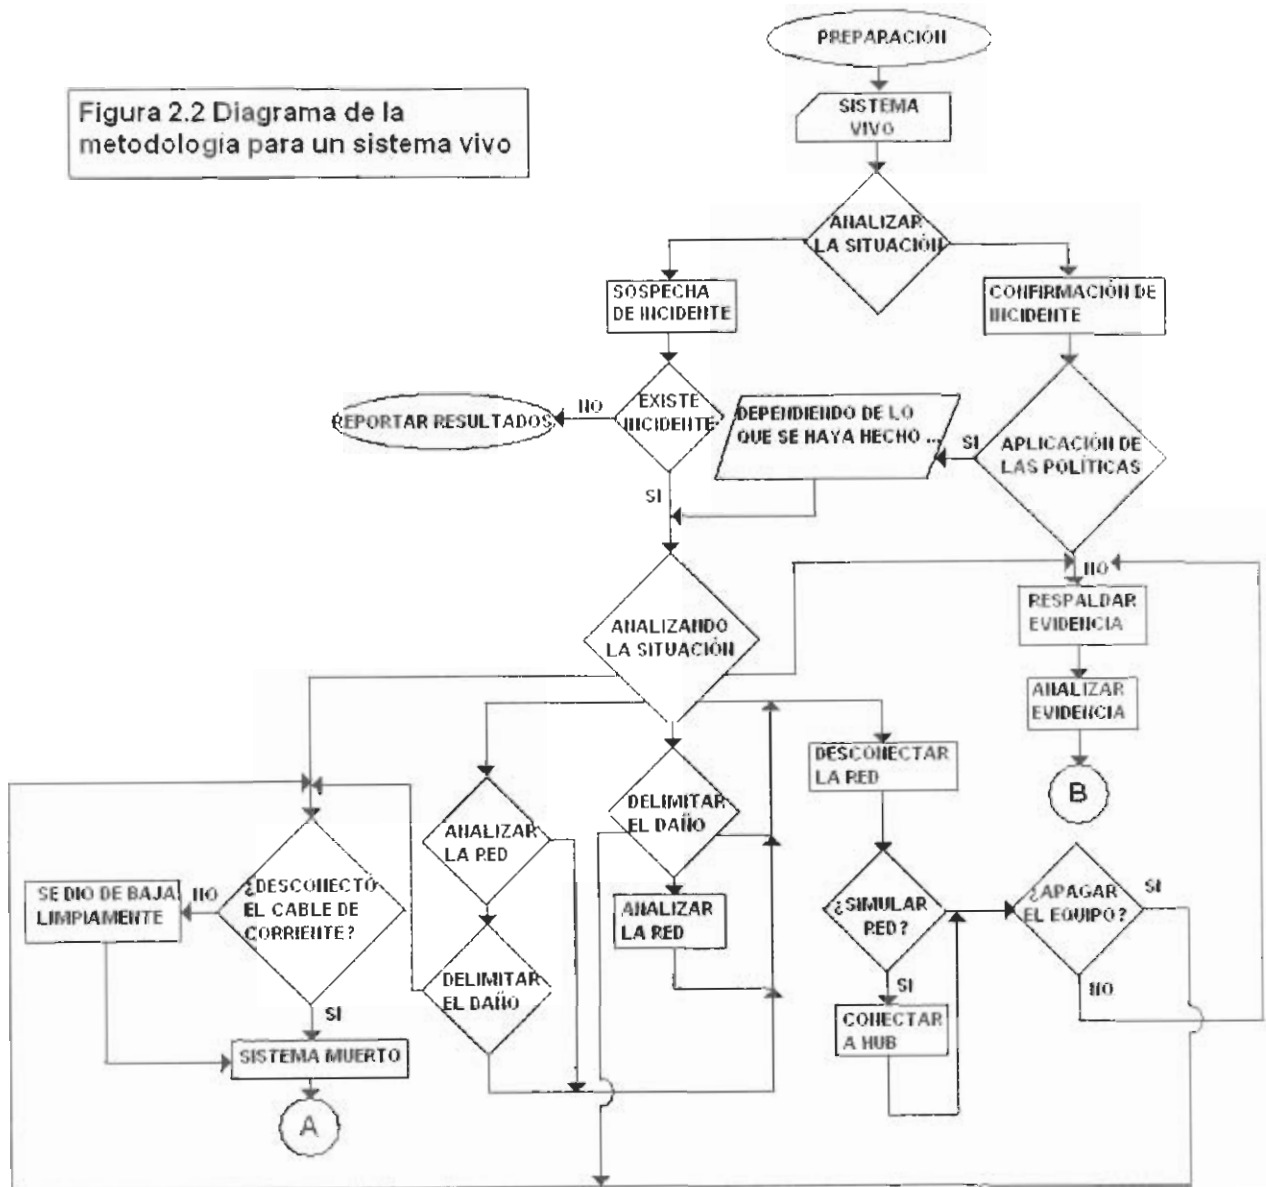 PREPARACIÓN
Figura 2.2 Diagrama de la
metodología para un sistema vivo
SISTEMA
VIVO
ANALIZAR
LA SITUACIÓN
SOSPECHA
DE INCIDENTE
CONFIRMACIÓN DE
INCIDENTE
REPORTAR RESULTADOS
NO
EXISTE
INCIDENTE
DEPENDIENDO DE LO
QUE SE HAYA HECHO ...
SI
APLICACIÓN DE
LAS POLÍTICAS
SI
NO
ANALIZANDO
LA SITUACIÓN
RESPALDAR
EVIDENCIA
ANALIZAR
EVIDENCIA
DESCONECTAR
LA RED
B
DELIMITAR
EL DAÑO
ANALIZAR
LA RED
SE DIO DE BAJA
LIMPIAMENTE
NO
¿DESCONECTO
EL CABLE DE
CORRIENTE?
ANALIZAR
LA RED
¿SIMULAR
RED?
¿APAGAR
EL EQUIPO?
SI
DELIMITAR
EL DAÑO
SI
NO
SI
CONECTAR
A HUB
SISTEMA MUERTO
A